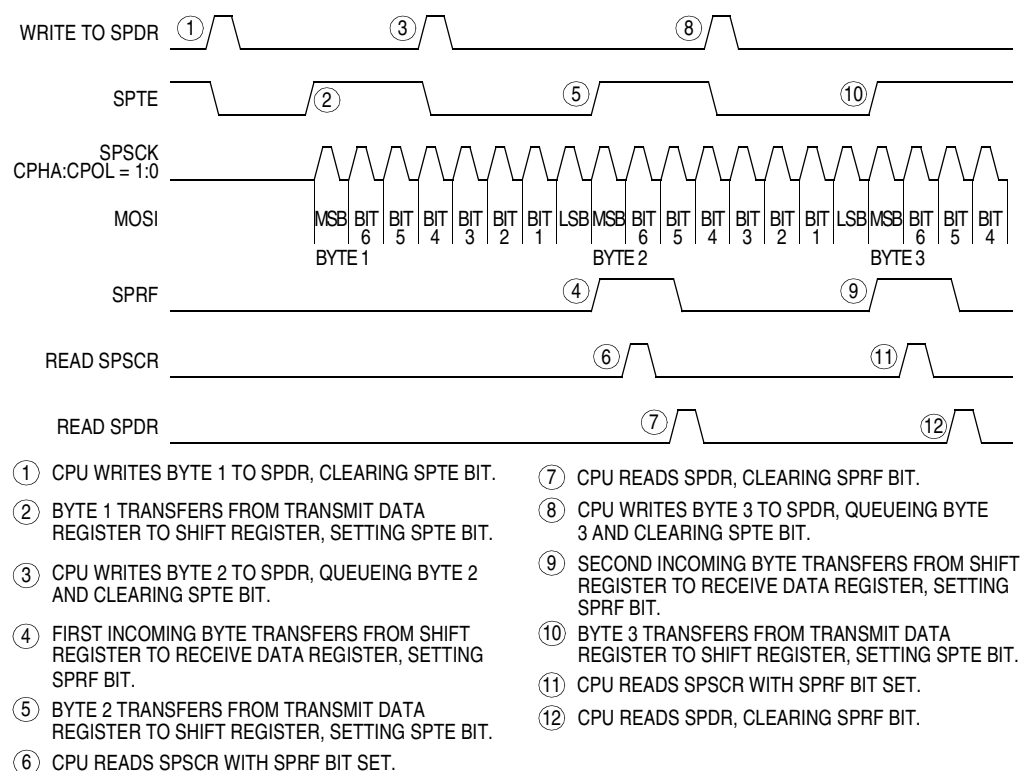 WRITE TO SPDR
1
3
8
SPTE
2
5
10
SPSCK
CPHA:CPOL = 1:0
MOSI
MSB BIT BIT BIT BIT BIT BIT LSB MSB BIT BIT BIT BIT BIT BIT LSB MSB BIT BIT BIT
6 5 4 3 2 1 6 5 4 3 2 1 6 5 4
BYTE 1 BYTE 2 BYTE 3
SPRF
4
9
READ SPSCR
6
11
READ SPDR
7
12
1 CPU WRITES BYTE 1 TO SPDR, CLEARING SPTE BIT.
2 BYTE 1 TRANSFERS FROM TRANSMIT DATA
REGISTER TO SHIFT REGISTER, SETTING SPTE BIT.
3 CPU WRITES BYTE 2 TO SPDR, QUEUEING BYTE 2
AND CLEARING SPTE BIT.
4 FIRST INCOMING BYTE TRANSFERS FROM SHIFT
REGISTER TO RECEIVE DATA REGISTER, SETTING
SPRF BIT.
5 BYTE 2 TRANSFERS FROM TRANSMIT DATA
REGISTER TO SHIFT REGISTER, SETTING SPTE BIT.
6 CPU READS SPSCR WITH SPRF BIT SET.
7 CPU READS SPDR, CLEARING SPRF BIT.
8 CPU WRITES BYTE 3 TO SPDR, QUEUEING BYTE
3 AND CLEARING SPTE BIT.
9 SECOND INCOMING BYTE TRANSFERS FROM SHIFT
REGISTER TO RECEIVE DATA REGISTER, SETTING
SPRF BIT.
10 BYTE 3 TRANSFERS FROM TRANSMIT DATA
REGISTER TO SHIFT REGISTER, SETTING SPTE BIT.
11 CPU READS SPSCR WITH SPRF BIT SET.
12 CPU READS SPDR, CLEARING SPRF BIT.